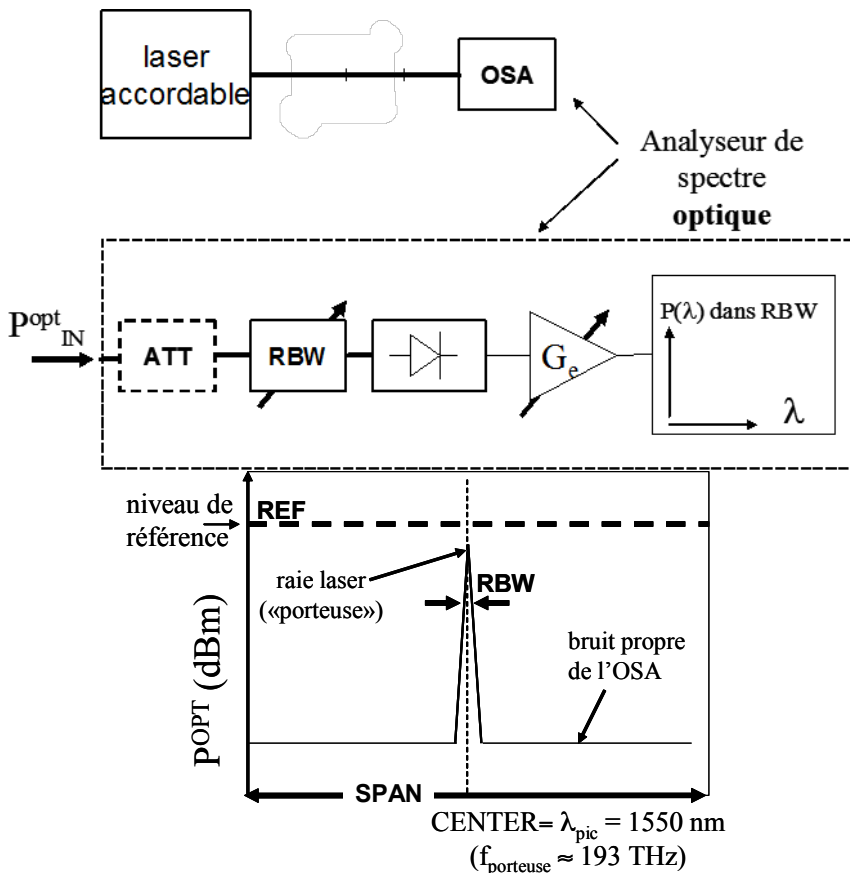 laser
accordable
OSA
Analyseur de
spectre
optique
P^opt_IN
ATT
RBW
G_e
P(λ) dans RBW
λ
niveau de
référence
REF
raie laser
(«porteuse»)
RBW
bruit propre
de l'OSA
P^OPT (dBm)
SPAN
CENTER= λ_pic = 1550 nm
(f_porteuse ≈ 193 THz)